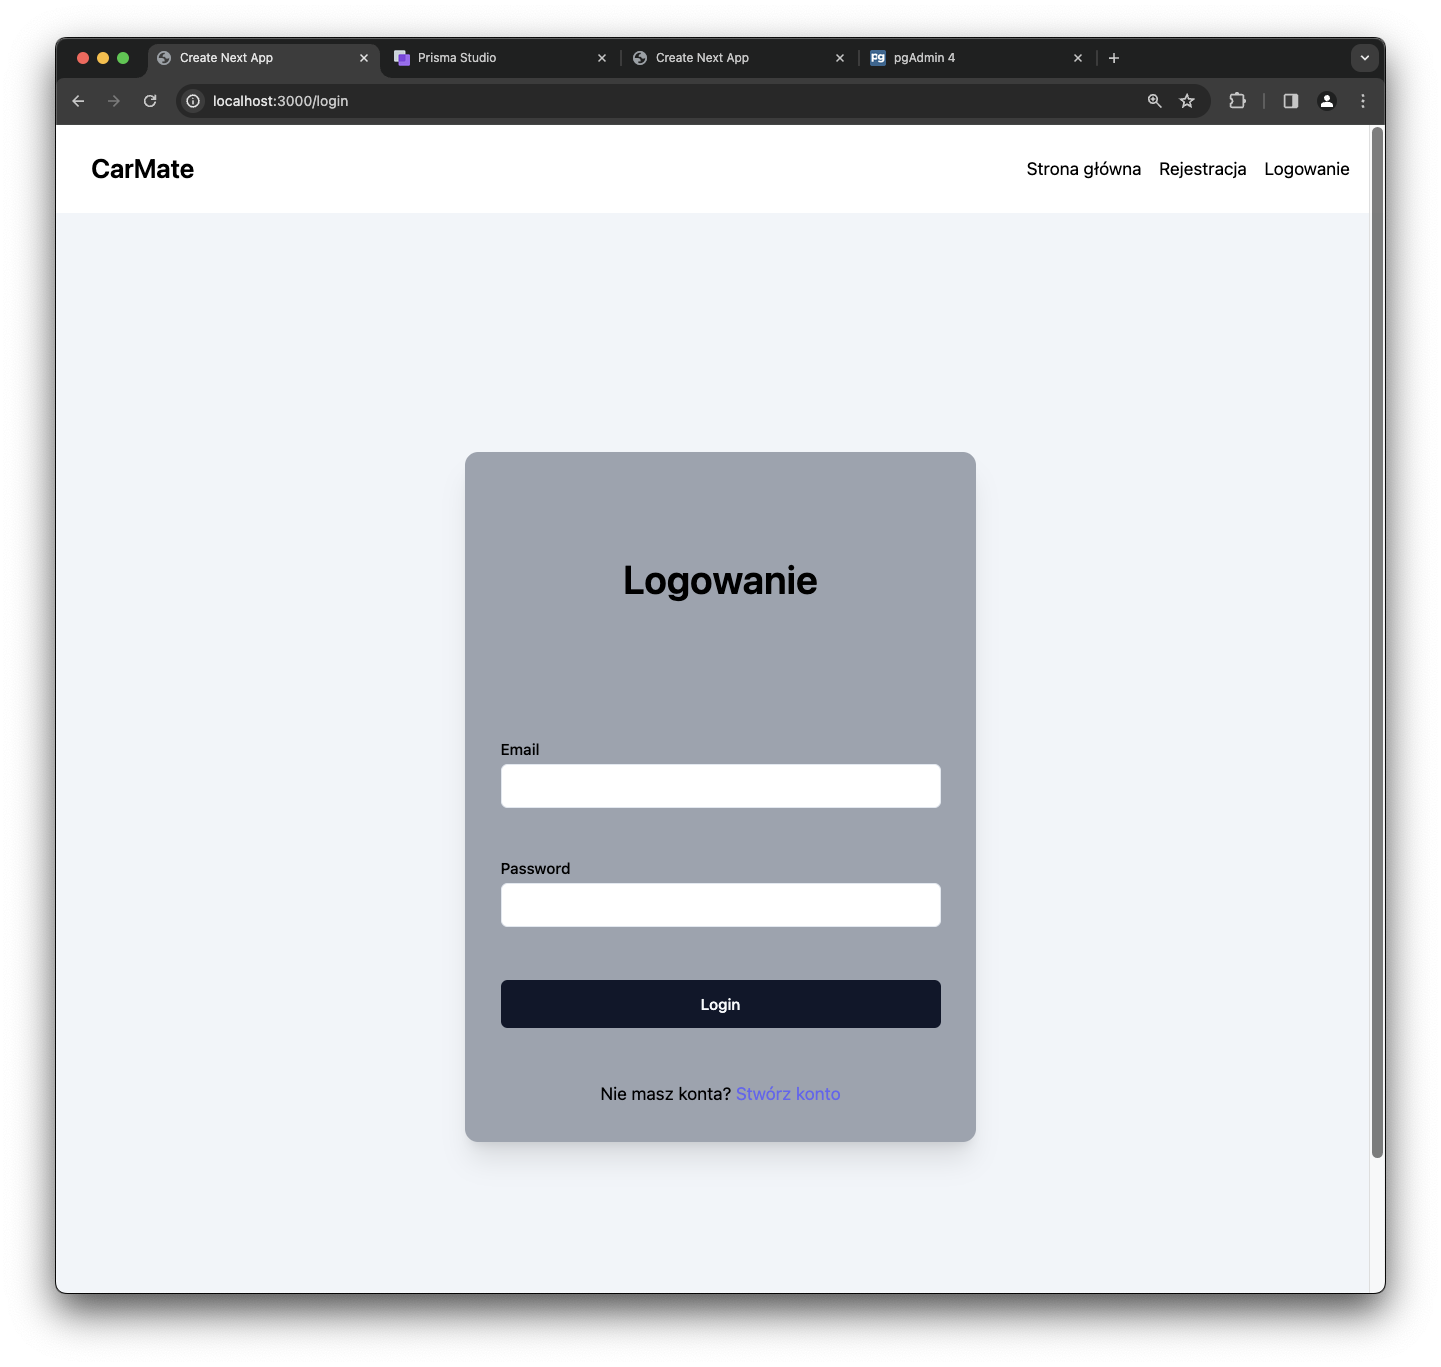 Create Next App Prisma Studio Create Next App pgAdmin 4
localhost:3000/login
CarMate Strona główna Rejestracja Logowanie
Logowanie
Email
Password
Login
Nie masz konta? Stwórz konto